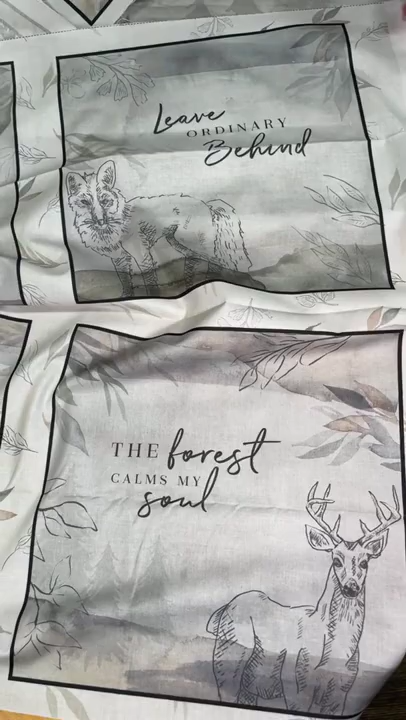 Leave
ORDINARY
Behind
THE forest
CALMS MY
soul